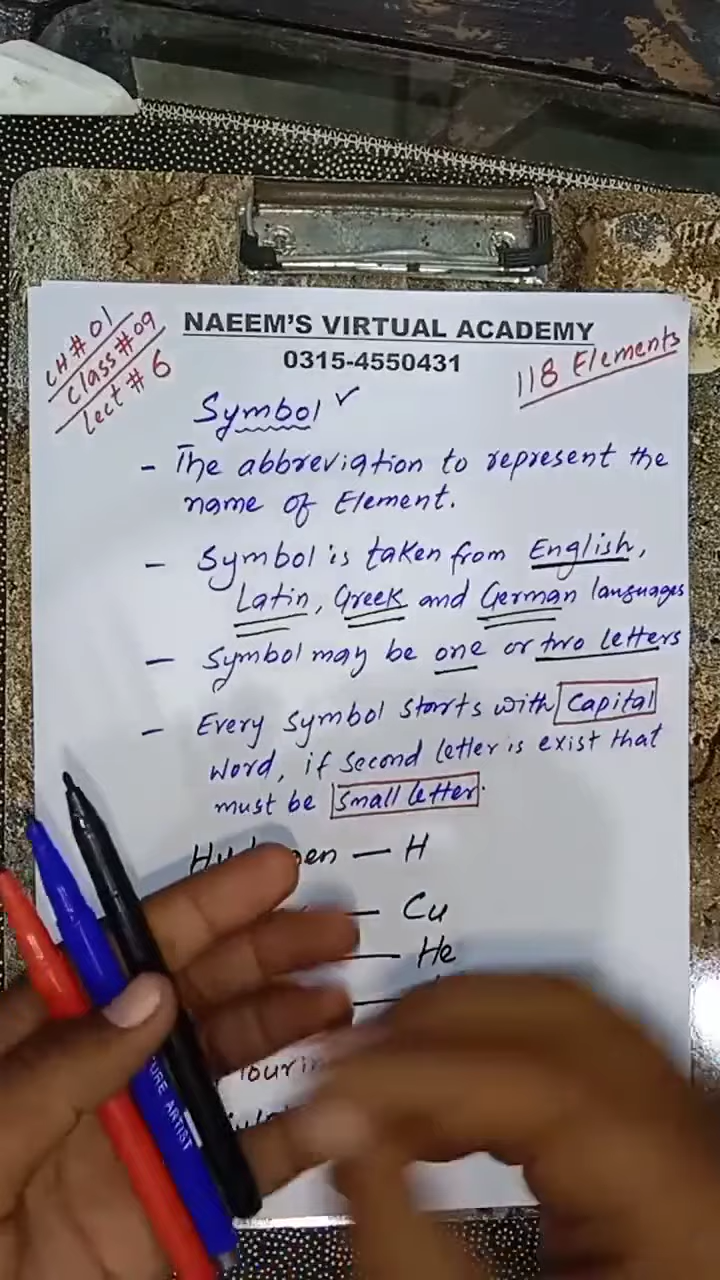 CH # 01
Class # 09
Lect # 6
NAEEM'S VIRTUAL ACADEMY
0315-4550431
118 Elements
Symbol ✓
- The abbreviation to represent the
name of Element.
- Symbol is taken from English,
Latin, Greek and German languages
- Symbol may be one or two letters
- Every symbol starts with Capital
word, if second letter is exist that
must be Small letter.
— H
— Cu
— He
—
URE ARTIST